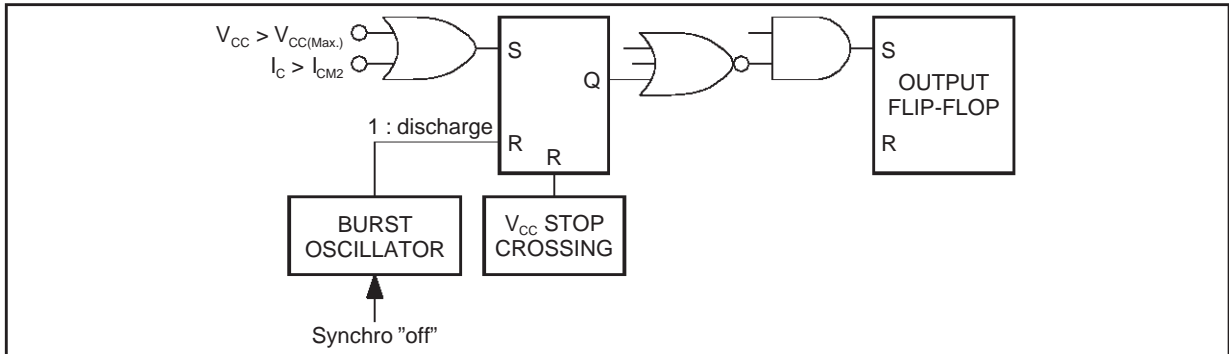 V_CC > V_CC(Max.)
I_C > I_CM2
S
Q
R
R
1 : discharge
BURST
OSCILLATOR
V_CC STOP
CROSSING
Synchro "off"
S
OUTPUT
FLIP-FLOP
R